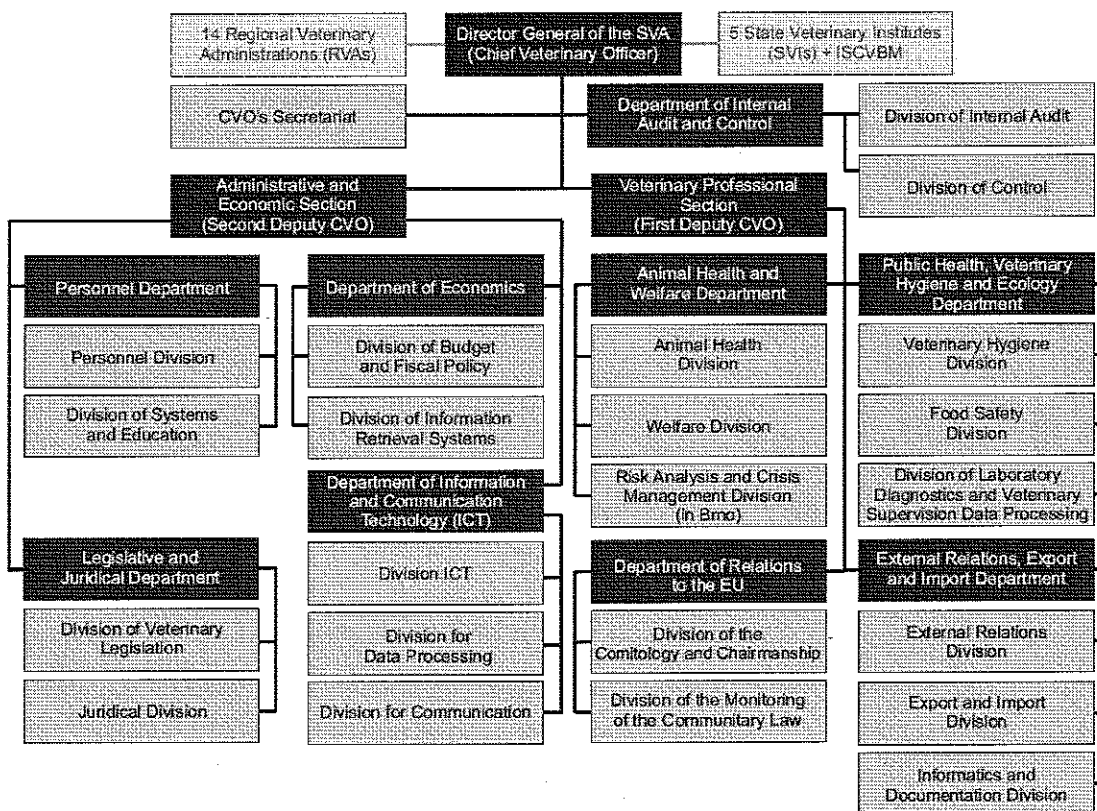 14 Regional Veterinary
Administrations (RVAs)
Director General of the SVA
(Chief Veterinary Officer)
5 State Veterinary Institutes
(SVIs) + ISCVBM
CVO's Secretariat
Department of Internal
Audit and Control
Division of Internal Audit
Division of Control
Administrative and
Economic Section
(Second Deputy CVO)
Veterinary Professional
Section
(First Deputy CVO)
Personnel Department
Department of Economics
Animal Health and
Welfare Department
Public Health, Veterinary
Hygiene and Ecology
Department
Personnel Division
Division of Budget
and Fiscal Policy
Animal Health
Division
Veterinary Hygiene
Division
Division of Systems
and Education
Division of Information
Retrieval Systems
Welfare Division
Food Safety
Division
Department of Information
and Communication
Technology (ICT)
Risk Analysis and Crisis
Management Division
(in Brno)
Division of Laboratory
Diagnostics and Veterinary
Supervision Data Processing
Legislative and
Juridical Department
Division ICT
Department of Relations
to the EU
External Relations, Export
and Import Department
Division of Veterinary
Legislation
Division for
Data Processing
Division of the
Comitology and Chairmanship
External Relations
Division
Juridical Division
Division for Communication
Division of the Monitoring
of the Communitary Law
Export and Import
Division
Informatics and
Documentation Division